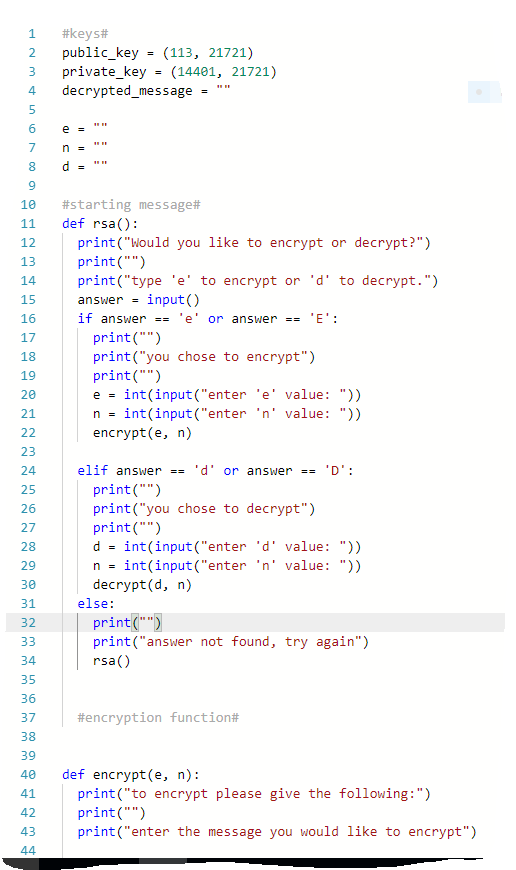 1 #keys#
2 public_key = (113, 21721)
3 private_key = (14401, 21721)
4 decrypted_message = ""
5
6 e = ""
7 n = ""
8 d = ""
9
10 #starting message#
11 def rsa():
12   print("Would you like to encrypt or decrypt?")
13   print("")
14   print("type 'e' to encrypt or 'd' to decrypt.")
15   answer = input()
16   if answer == 'e' or answer == 'E':
17     print("")
18     print("you chose to encrypt")
19     print("")
20     e = int(input("enter 'e' value: "))
21     n = int(input("enter 'n' value: "))
22     encrypt(e, n)
23
24   elif answer == 'd' or answer == 'D':
25     print("")
26     print("you chose to decrypt")
27     print("")
28     d = int(input("enter 'd' value: "))
29     n = int(input("enter 'n' value: "))
30     decrypt(d, n)
31   else:
32     print("")
33     print("answer not found, try again")
34     rsa()
35
36
37   #encryption function#
38
39
40 def encrypt(e, n):
41   print("to encrypt please give the following:")
42   print("")
43   print("enter the message you would like to encrypt")
44